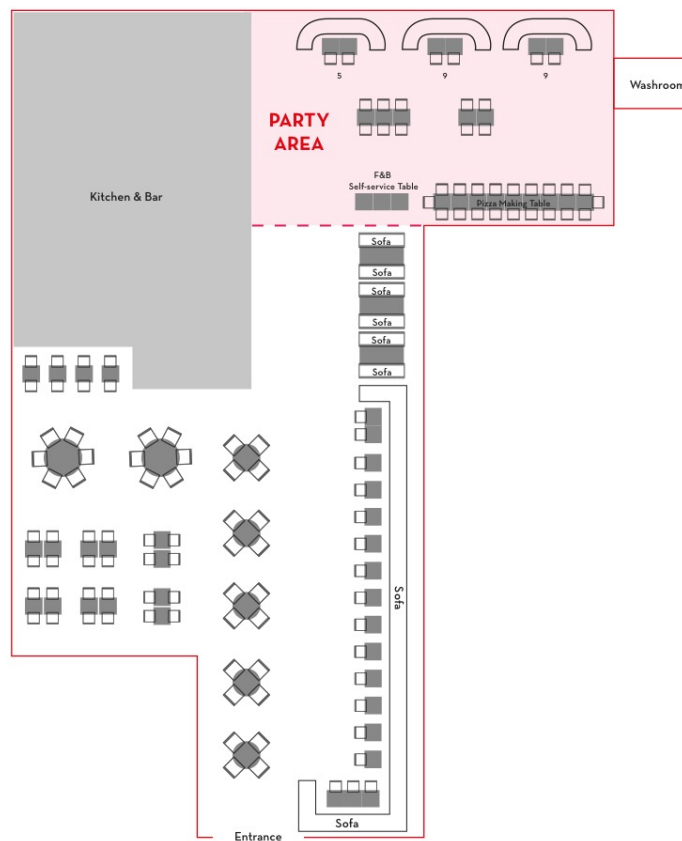 5
9
9
Washroom
PARTY
AREA
F&B
Self-service Table
Kitchen & Bar
Pizza Making Table
Sofa
Sofa
Sofa
Sofa
Sofa
Sofa
Sofa
Sofa
Entrance